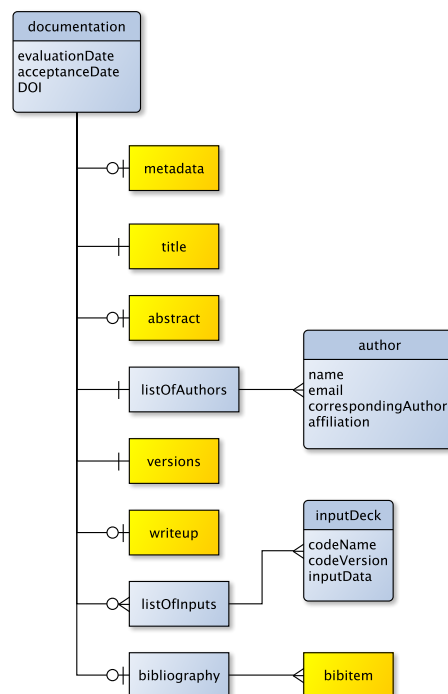 documentation
evaluationDate
acceptanceDate
DOI
metadata
title
abstract
listOfAuthors
author
name
email
correspondingAuthor
affiliation
versions
writeup
listOfInputs
inputDeck
codeName
codeVersion
inputData
bibliography
bibitem